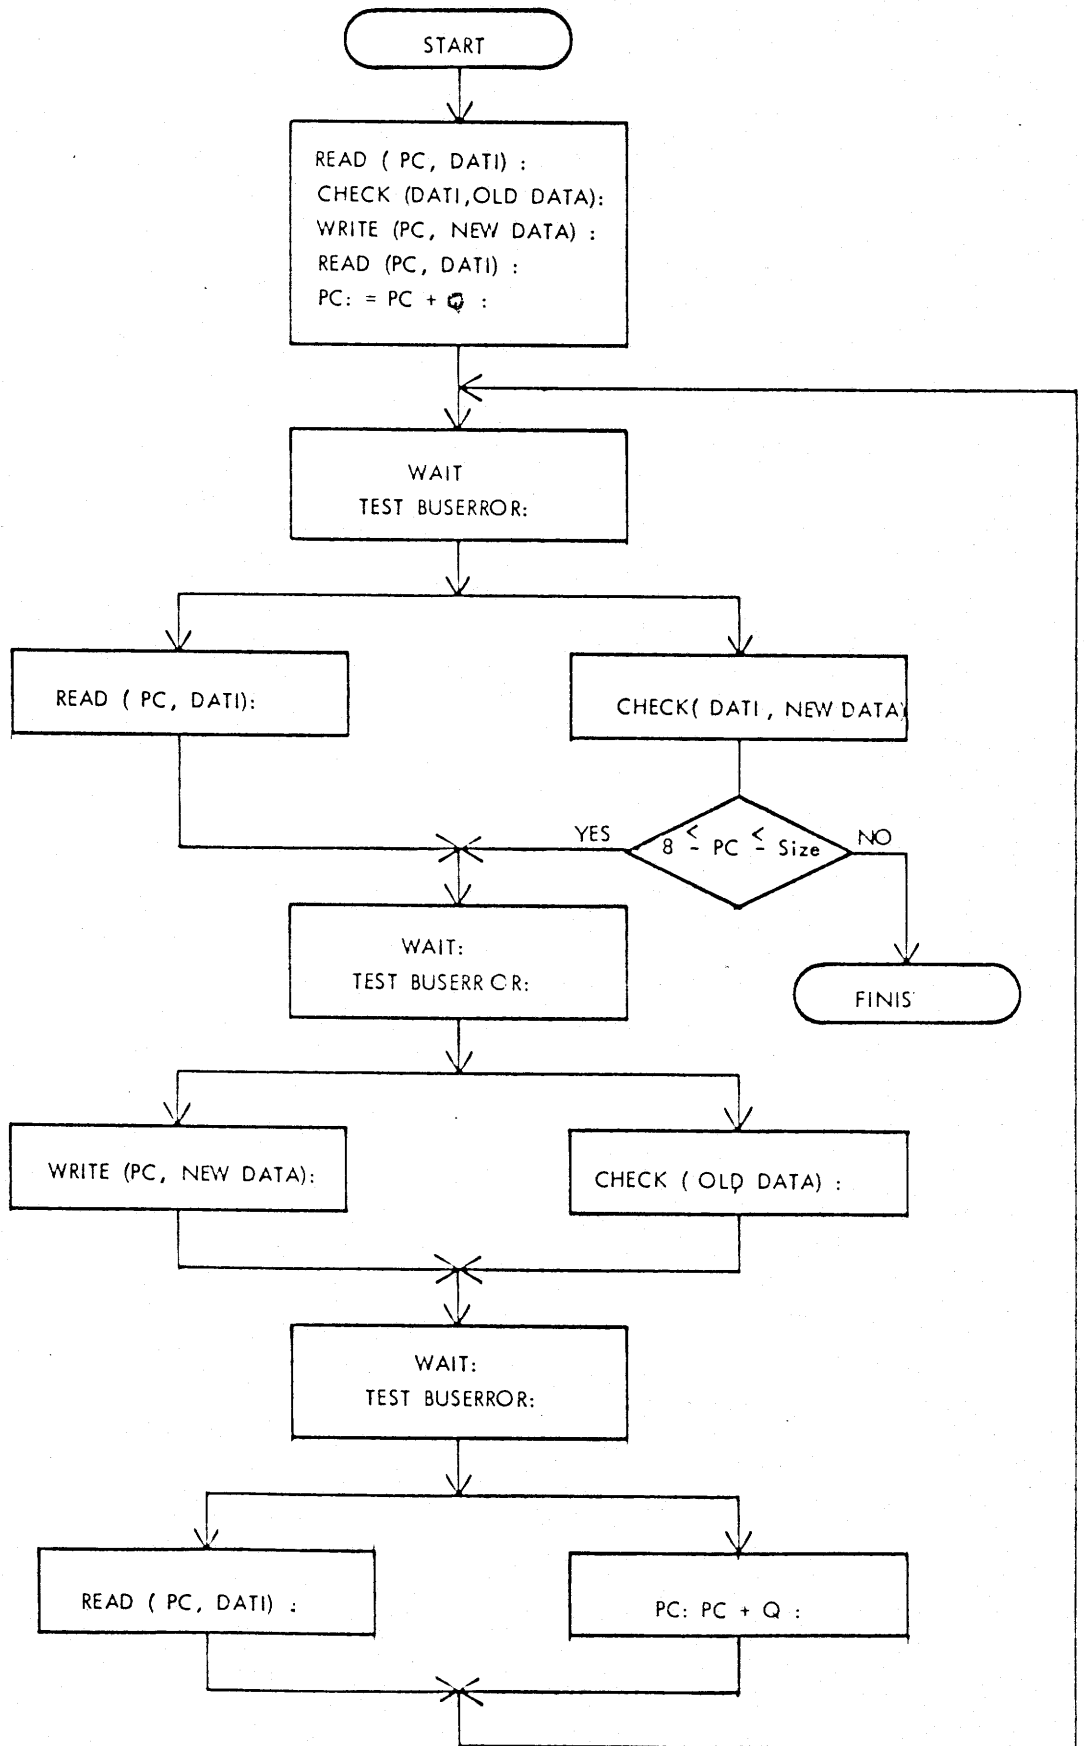 START
READ ( PC, DATI) :
CHECK (DATI,OLD DATA):
WRITE (PC, NEW DATA) :
READ (PC, DATI) :
PC: = PC + Q :
WAIT
TEST BUSERROR:
READ ( PC, DATI):
CHECK( DATI , NEW DATA)
YES
8 ≤ PC ≤ Size
NO
WAIT:
TEST BUSERROR:
FINIS
WRITE (PC, NEW DATA):
CHECK ( OLD DATA) :
WAIT:
TEST BUSERROR:
READ ( PC, DATI) :
PC: PC + Q :